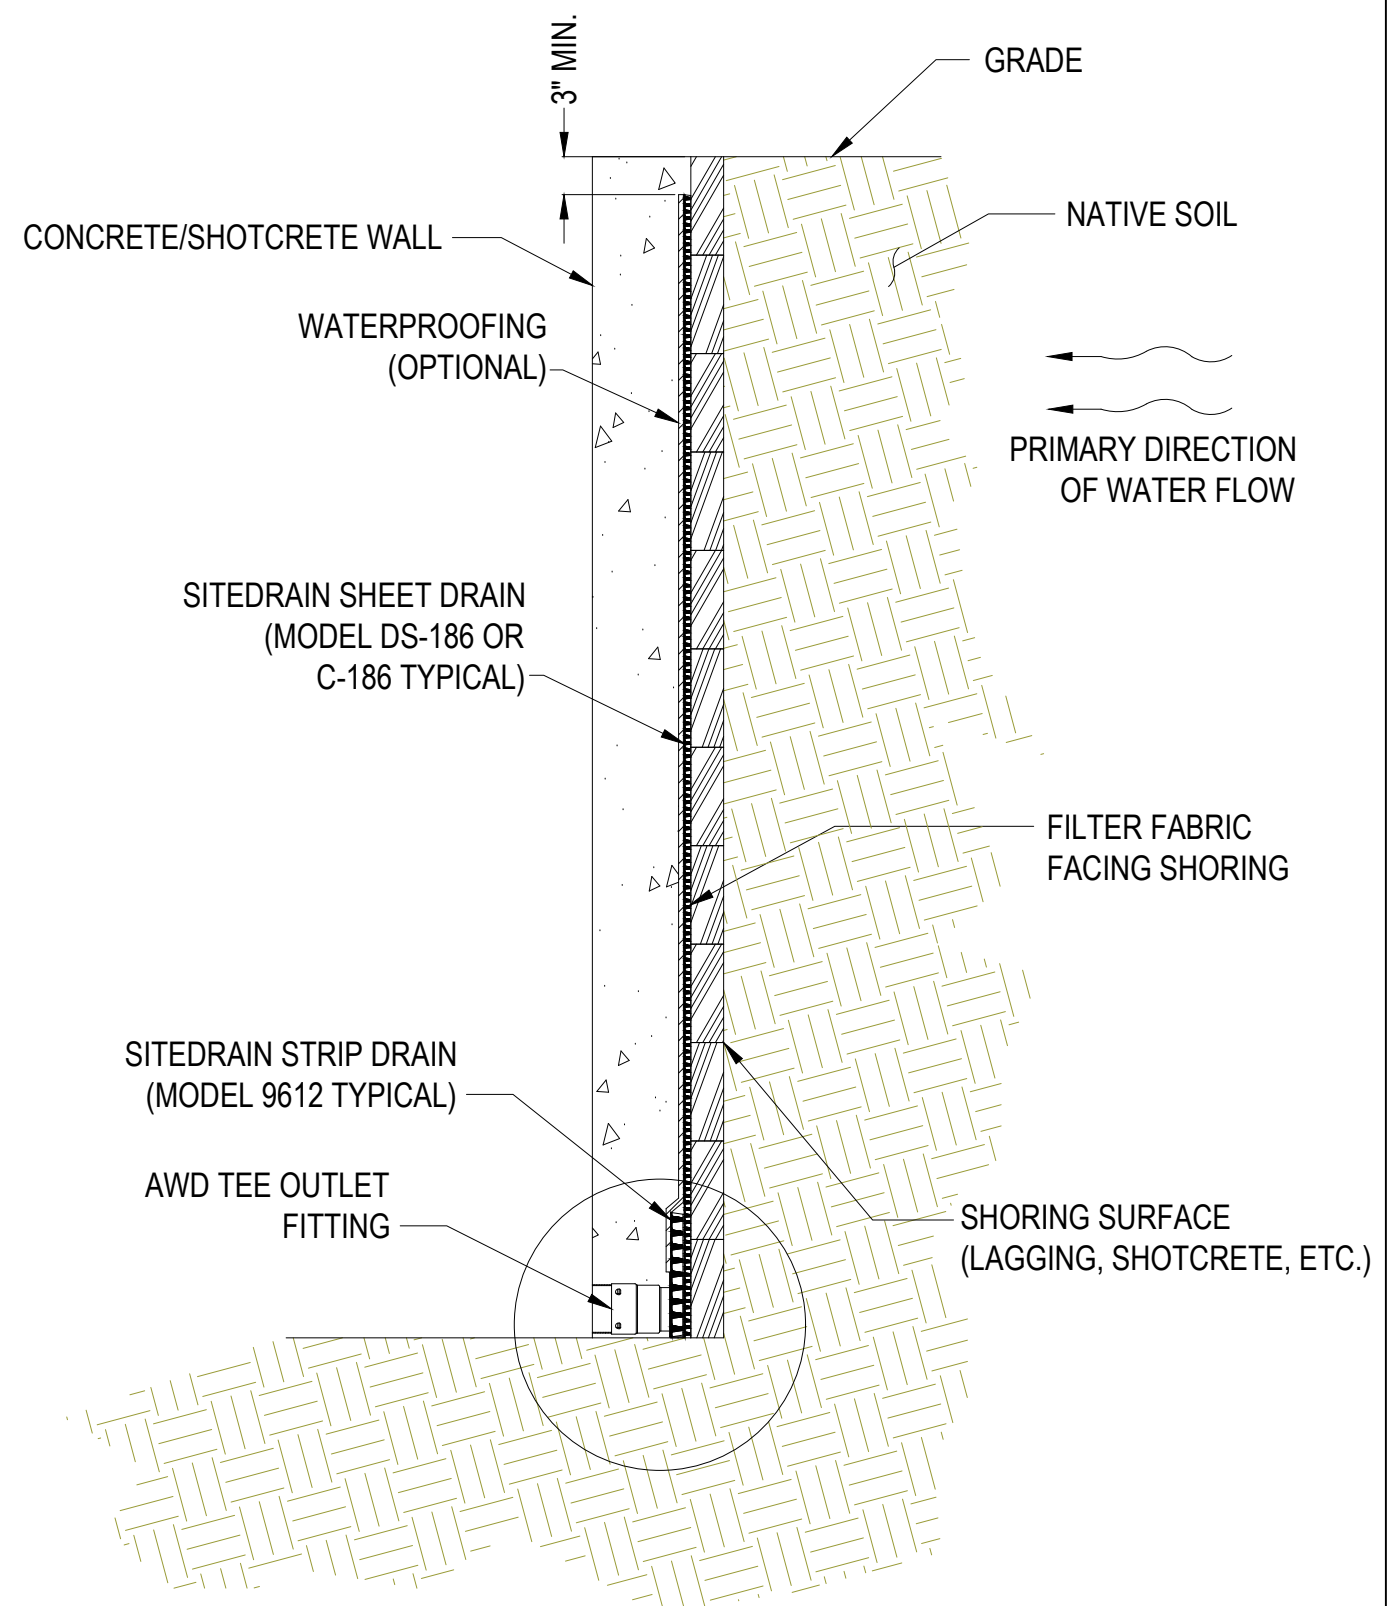 3" MIN.
GRADE
NATIVE SOIL
CONCRETE/SHOTCRETE WALL
WATERPROOFING
(OPTIONAL)
PRIMARY DIRECTION
OF WATER FLOW
SITEDRAIN SHEET DRAIN
(MODEL DS-186 OR
C-186 TYPICAL)
FILTER FABRIC
FACING SHORING
SITEDRAIN STRIP DRAIN
(MODEL 9612 TYPICAL)
AWD TEE OUTLET
FITTING
SHORING SURFACE
(LAGGING, SHOTCRETE, ETC.)